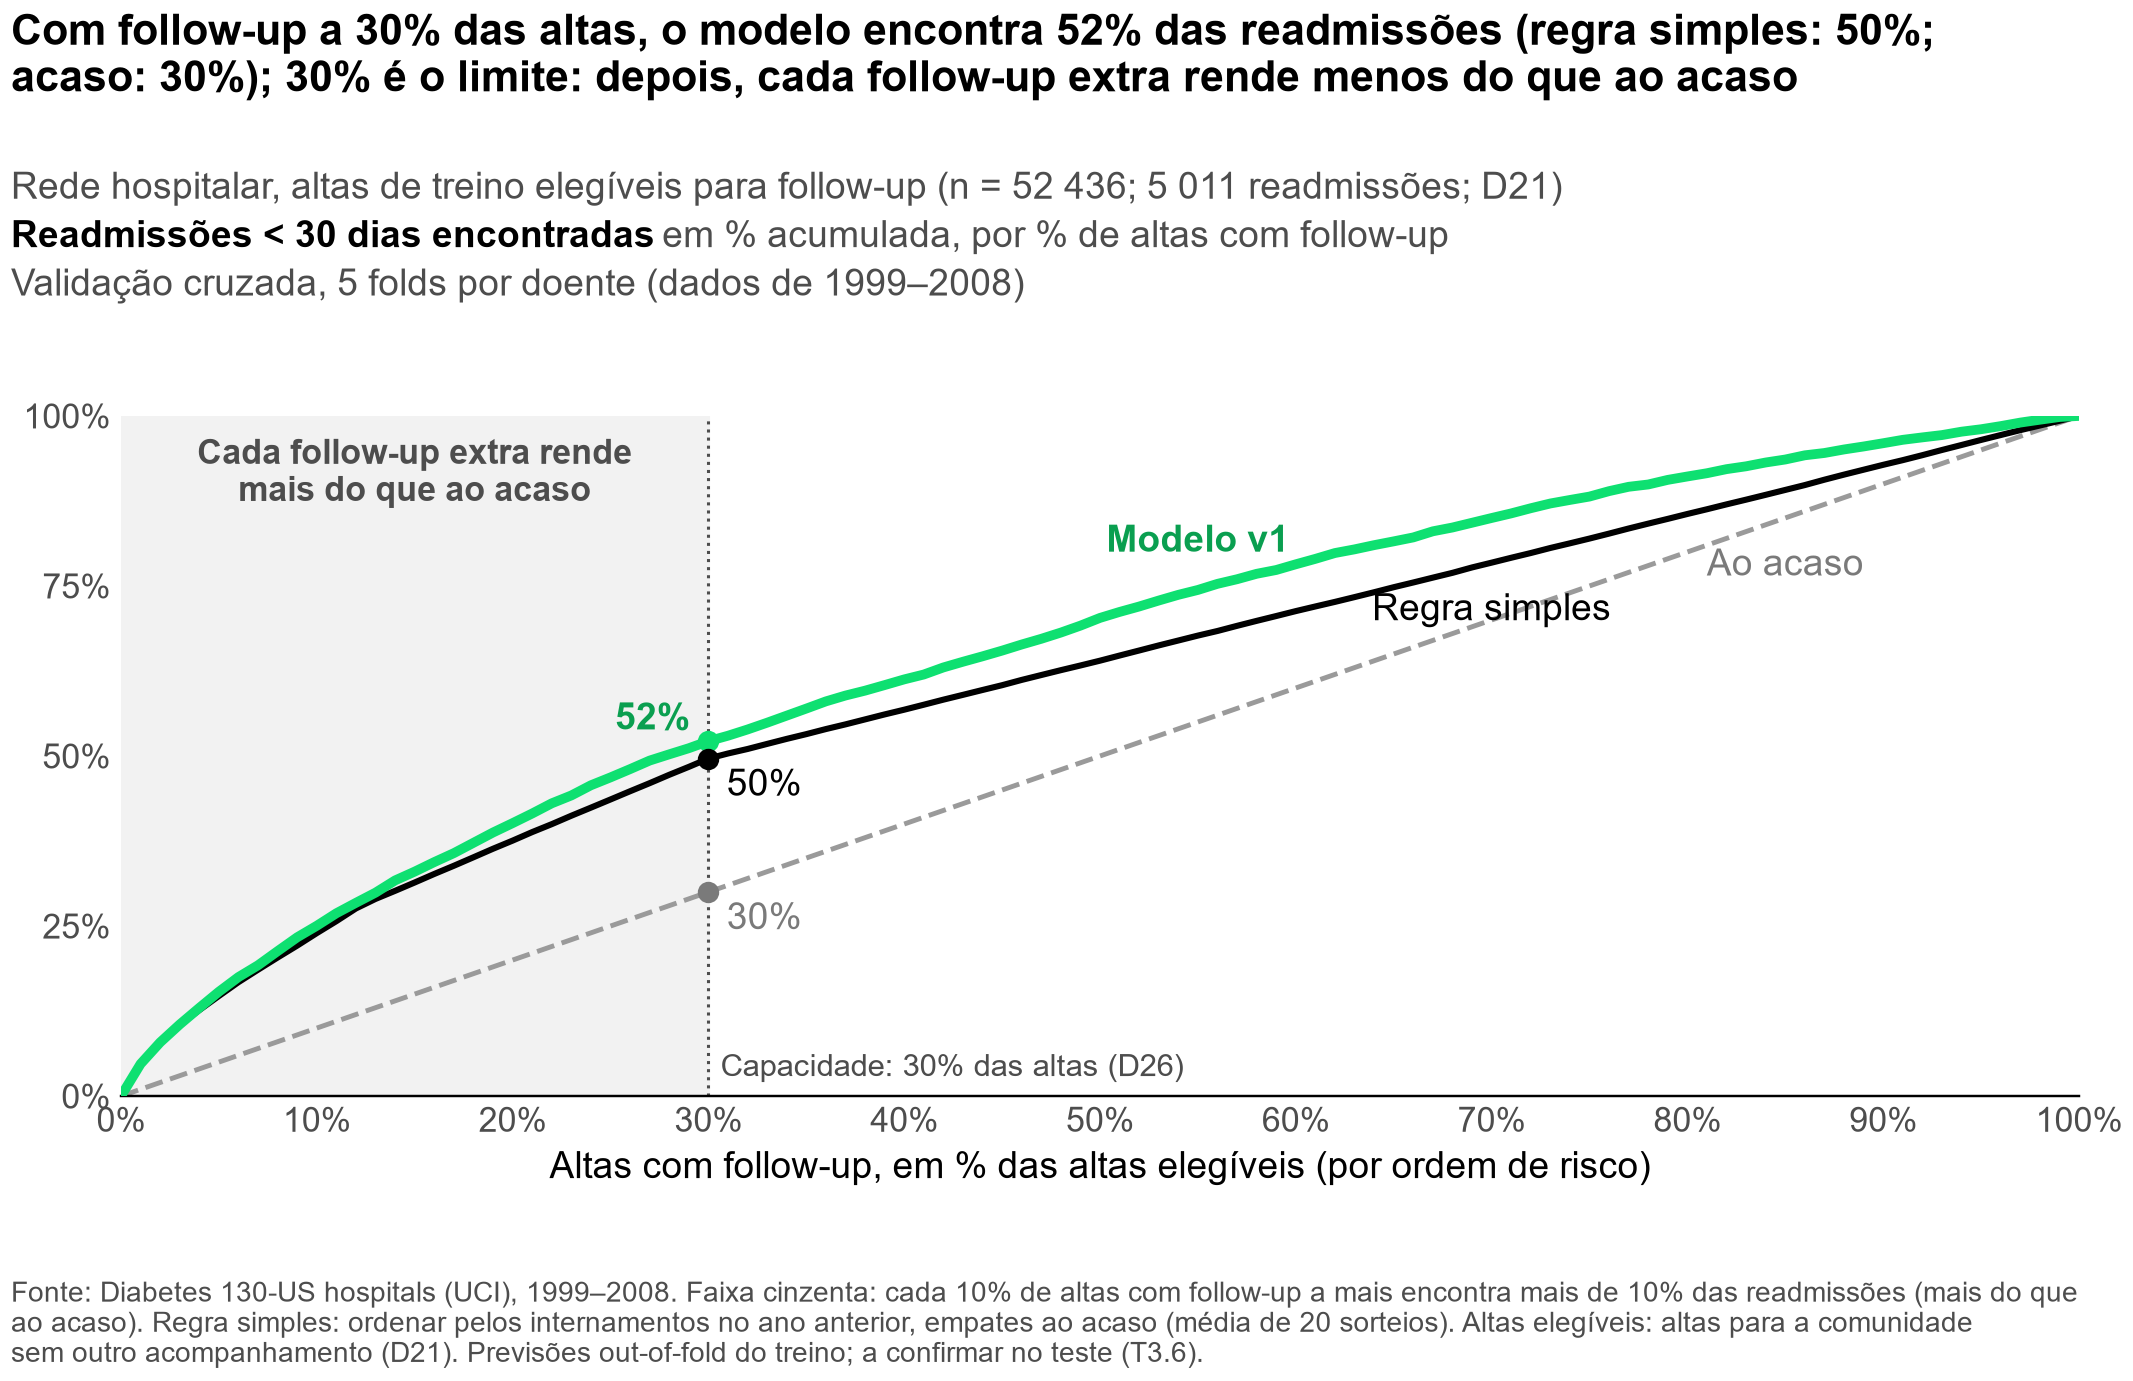 Com follow-up a 30% das altas, o modelo encontra 52% das readmissões (regra simples: 50%;
acaso: 30%); 30% é o limite: depois, cada follow-up extra rende menos do que ao acaso
Rede hospitalar, altas de treino elegíveis para follow-up (n = 52 436; 5 011 readmissões; D21)
Readmissões < 30 dias encontradas em % acumulada, por % de altas com follow-up
Validação cruzada, 5 folds por doente (dados de 1999–2008)
100%
Cada follow-up extra rende
mais do que ao acaso
Modelo v1
Ao acaso
75%
Regra simples
52%
50%
50%
25%
30%
Capacidade: 30% das altas (D26)
0%
0% 10% 20% 30% 40% 50% 60% 70% 80% 90% 100%
Altas com follow-up, em % das altas elegíveis (por ordem de risco)
Fonte: Diabetes 130-US hospitals (UCI), 1999–2008. Faixa cinzenta: cada 10% de altas com follow-up a mais encontra mais de 10% das readmissões (mais do que
ao acaso). Regra simples: ordenar pelos internamentos no ano anterior, empates ao acaso (média de 20 sorteios). Altas elegíveis: altas para a comunidade
sem outro acompanhamento (D21). Previsões out-of-fold do treino; a confirmar no teste (T3.6).